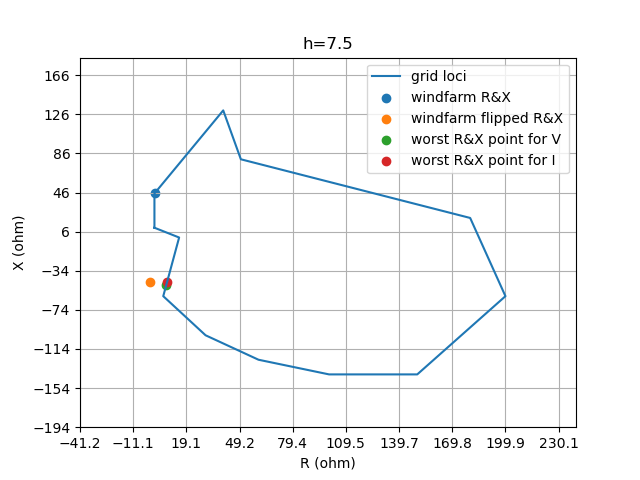 h=7.5
grid loci
windfarm R&X
windfarm flipped R&X
worst R&X point for V
worst R&X point for I
X (ohm)
166
126
86
46
6
−34
−74
−114
−154
−194
−41.2 −11.1 19.1 49.2 79.4 109.5 139.7 169.8 199.9 230.1
R (ohm)